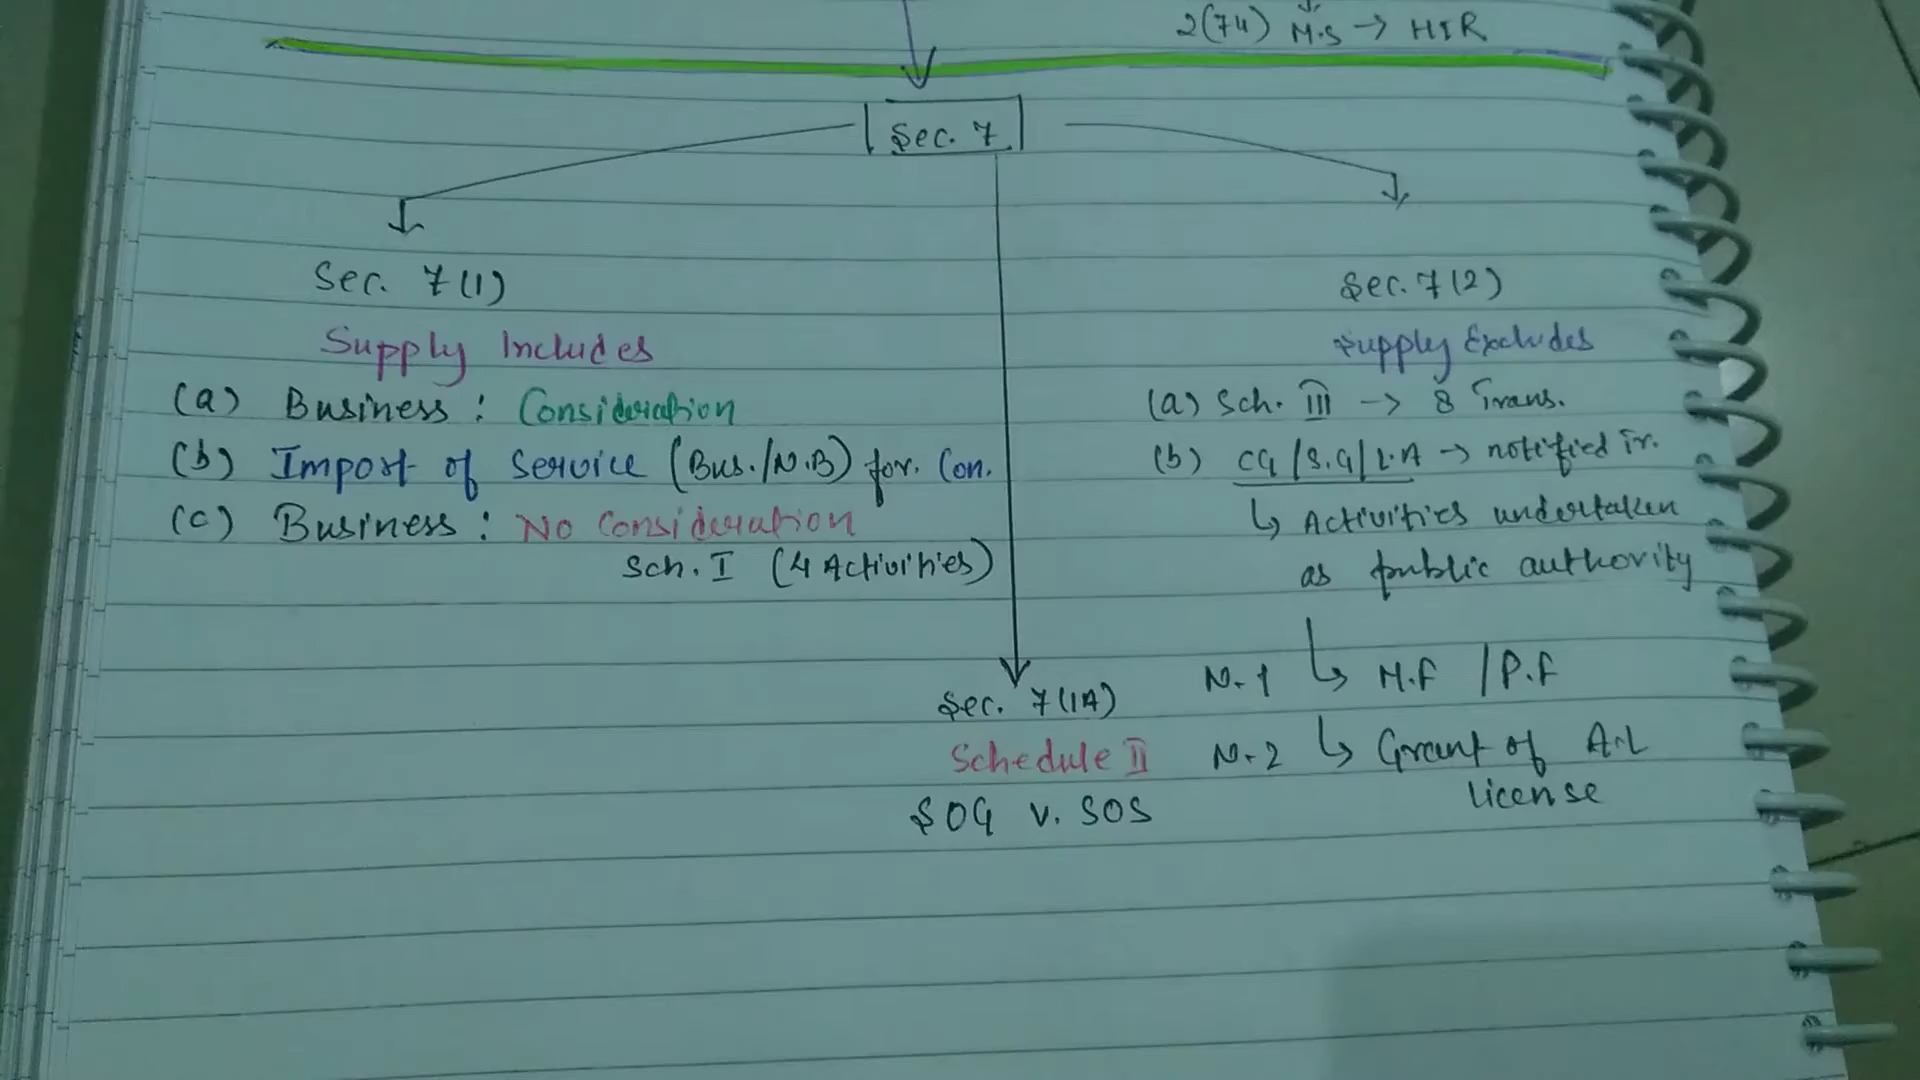 2(74) M.S → HIR
Sec. 7
Sec. 7(1)
Supply Includes
(a) Business : Consideration
(b) Import of Service (Bus./N.B) for. Con.
(c) Business : No Consideration
Sch. I (4 Activities)
Sec. 7(2)
Supply Excludes
(a) Sch. III → 8 Trans.
(b) CG/S.G/L.A → notified
↳ Activities undertaken
as public authority
N-1 ↳ M.F /P.F
N-2 ↳ Grant of A.L
license
Sec. 7(1A)
Schedule II
SOG v. SOS